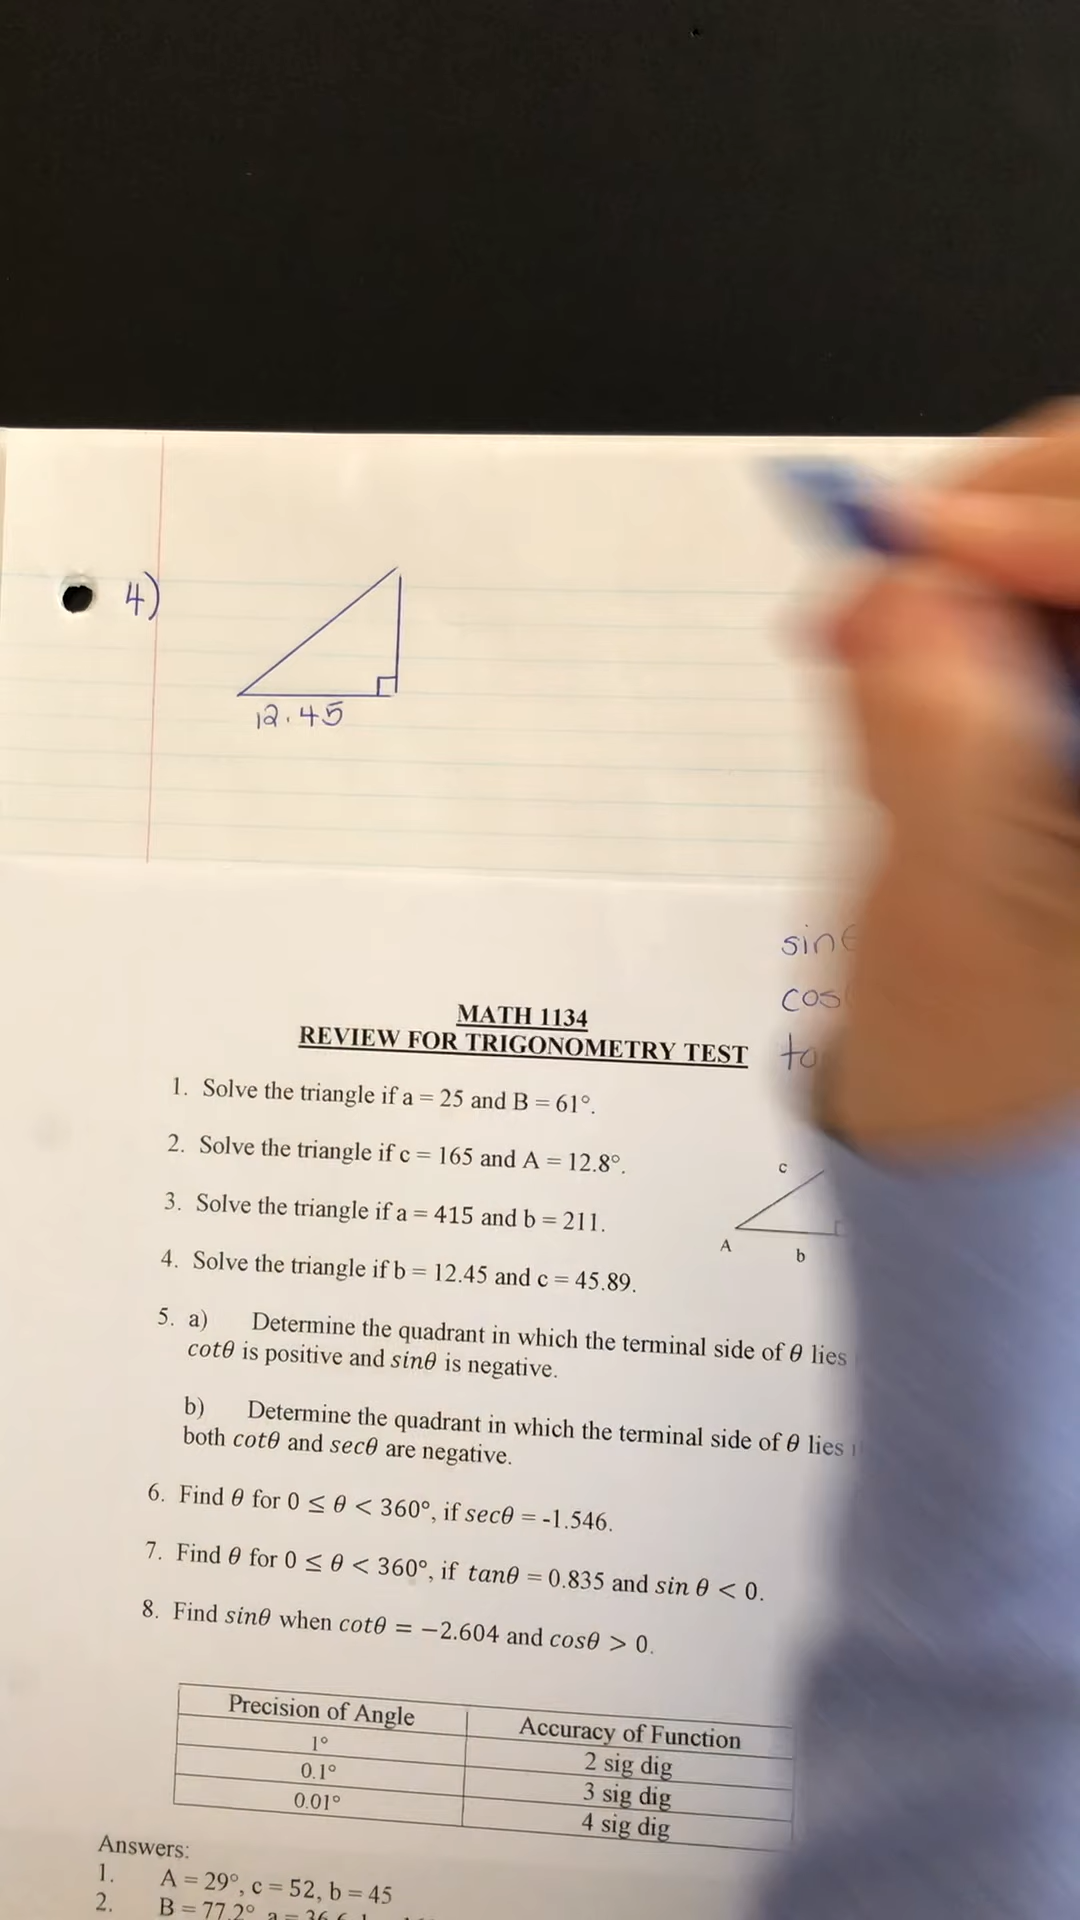 4)
12.45
sinθ
cos
MATH 1134
REVIEW FOR TRIGONOMETRY TEST
1. Solve the triangle if a = 25 and B = 61°.
2. Solve the triangle if c = 165 and A = 12.8°.
3. Solve the triangle if a = 415 and b = 211.
4. Solve the triangle if b = 12.45 and c = 45.89.
c
A
b
5. a) Determine the quadrant in which the terminal side of θ lies
cotθ is positive and sinθ is negative.
b) Determine the quadrant in which the terminal side of θ lies
both cotθ and secθ are negative.
6. Find θ for 0 ≤ θ < 360°, if secθ = -1.546.
7. Find θ for 0 ≤ θ < 360°, if tanθ = 0.835 and sin θ < 0.
8. Find sinθ when cotθ = −2.604 and cosθ > 0.
Precision of Angle Accuracy of Function
1° 2 sig dig
0.1° 3 sig dig
0.01° 4 sig dig
Answers:
1. A = 29°, c = 52, b = 45
2. B = 77.2°